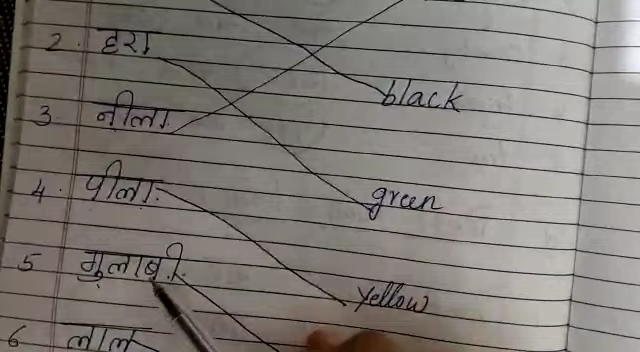 2. हरा
black
3. नीला
4. पीला
green
5 गुलाबी
yellow
6 लाल